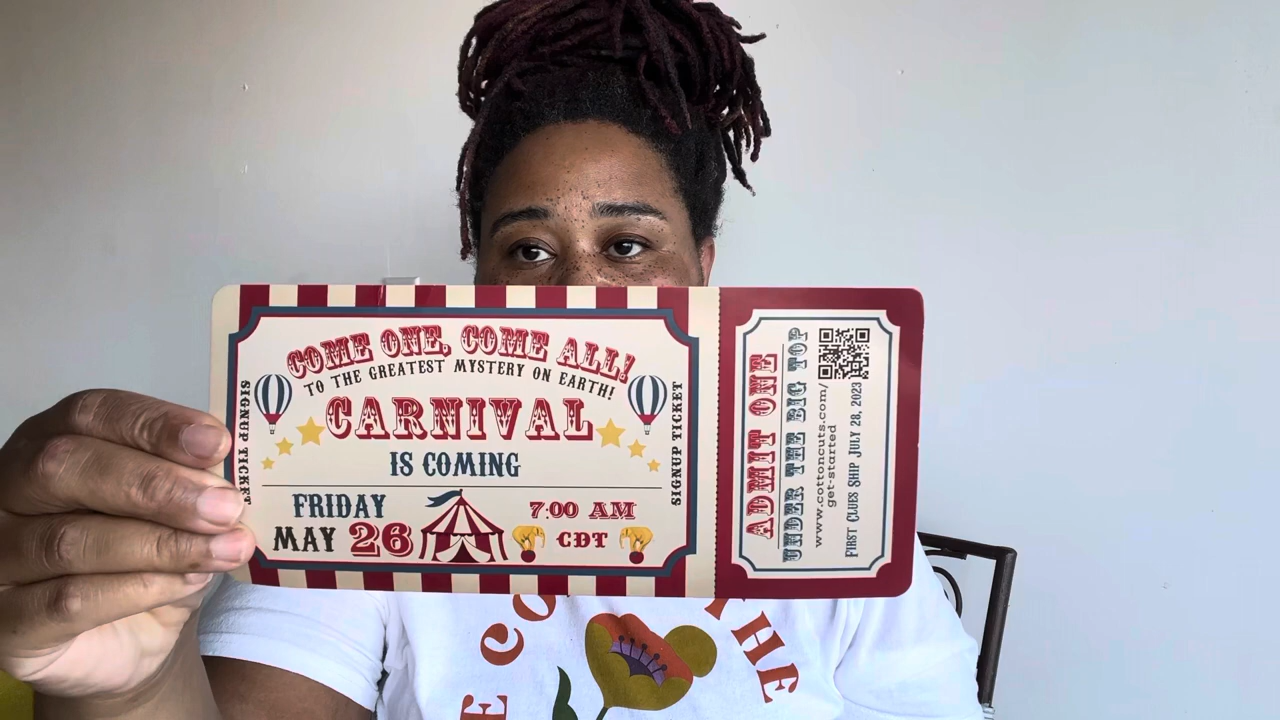 COME ONE, COME ALL!
TO THE GREATEST MYSTERY ON EARTH!
CARNIVAL
IS COMING
FRIDAY
MAY 26
7:00 AM
CDT
SIGNUP TICKET
SIGNUP TICKET
ADMIT ONE
UNDER THE BIG TOP
www.cottoncuts.com/
get-started
FIRST CLUES SHIP JULY 28, 2023
THE